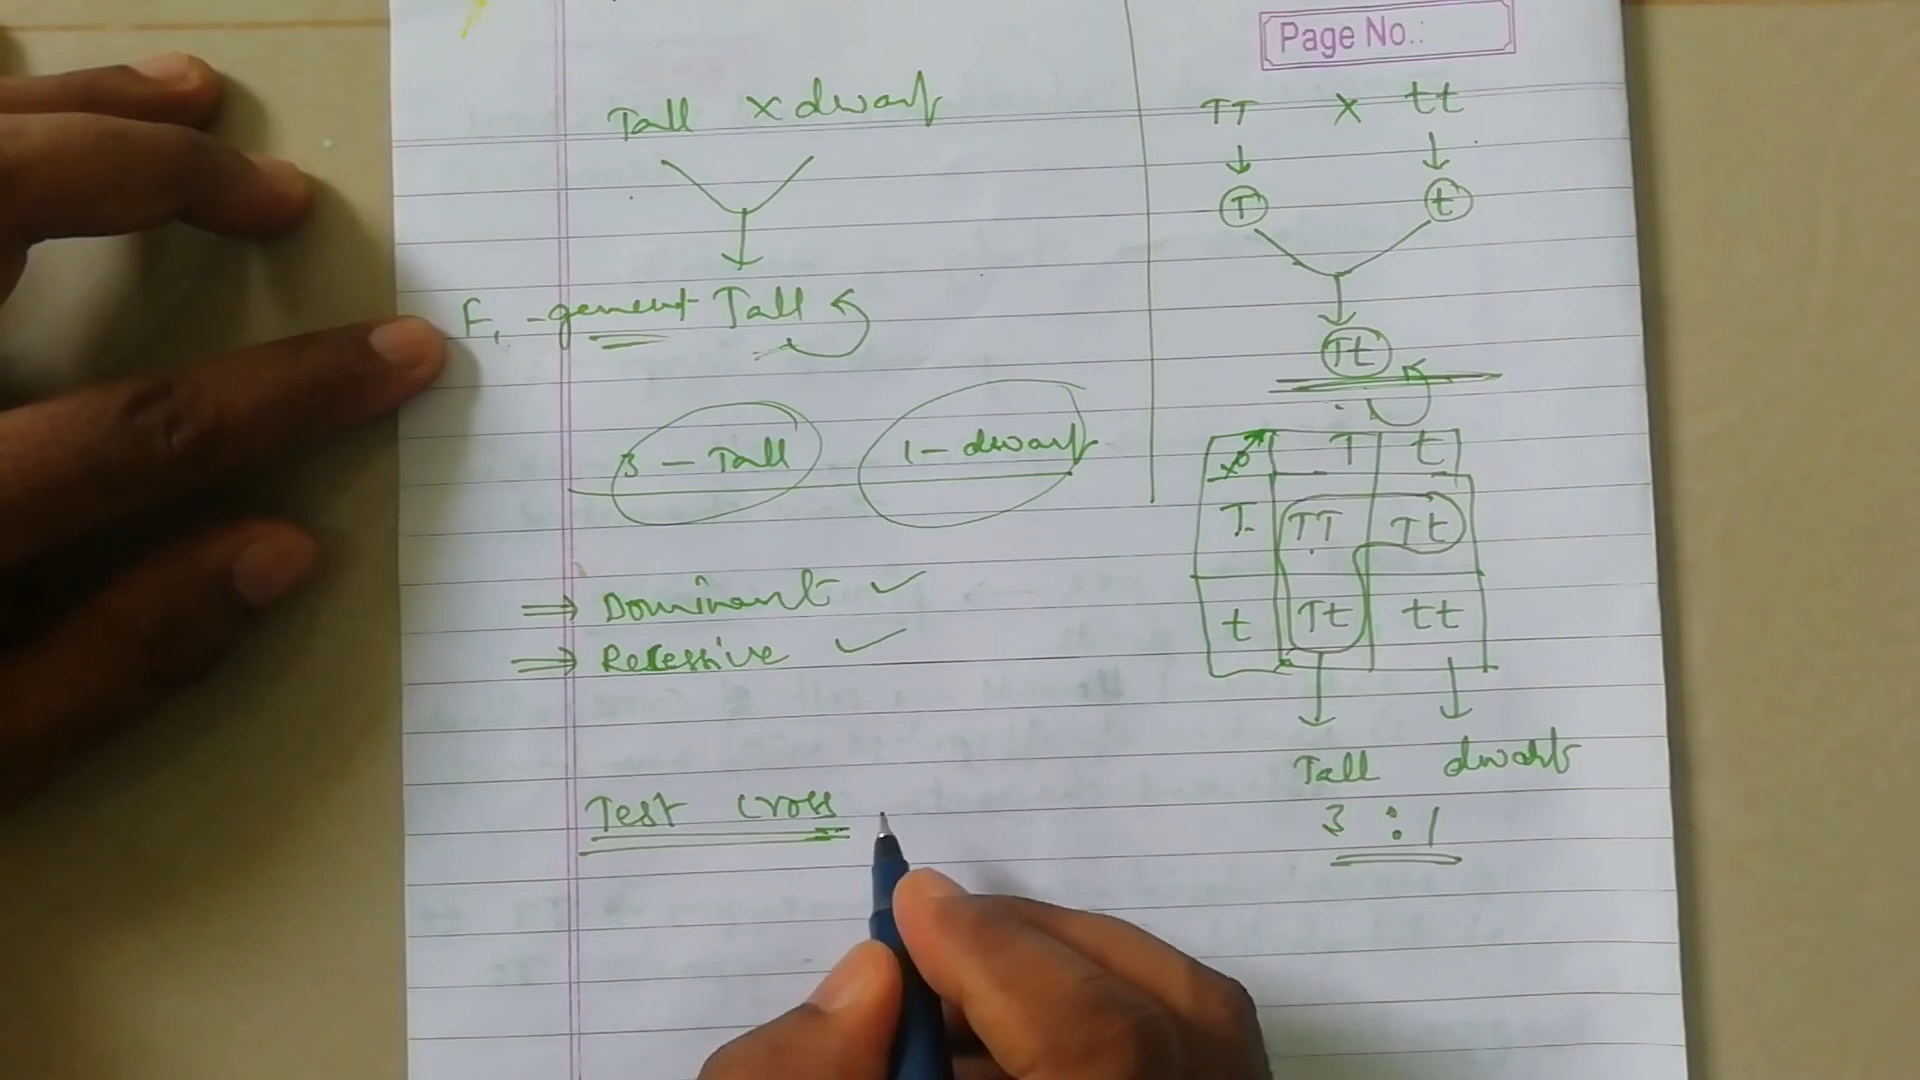 Page No.:
Tall x dwarf
F1 - generat Tall
3 - Tall 1 - dwarf
⇒ Dominant ✓
⇒ Recessive ✓
Test cross
TT x tt
T t
Tt
T t
T TT Tt
t Tt tt
Tall dwarf
3 : 1